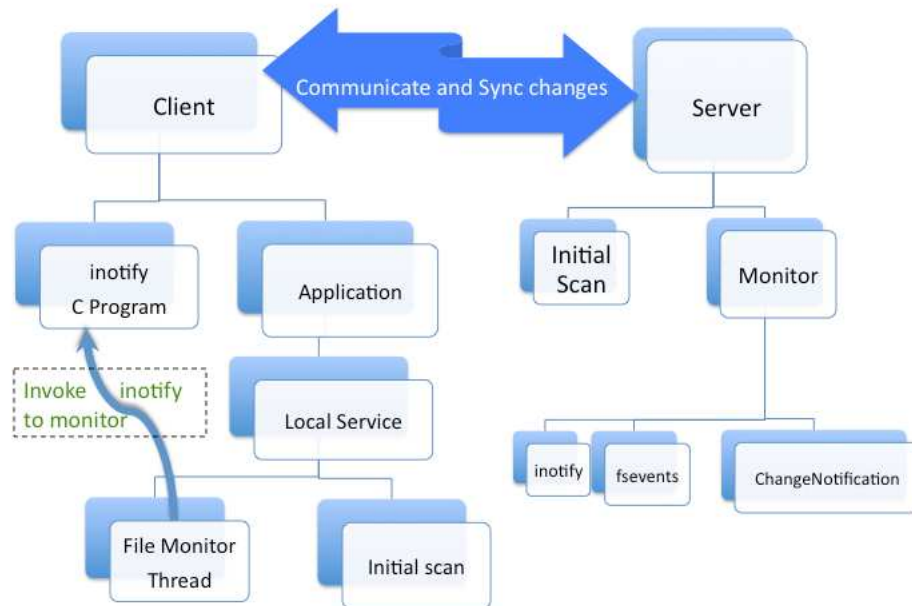 Communicate and Sync changes
Client
Server
inotify
C Program
Application
Initial
Scan
Monitor
Invoke inotify
to monitor
Local Service
inotify
fsevents
ChangeNotification
File Monitor
Thread
Initial scan